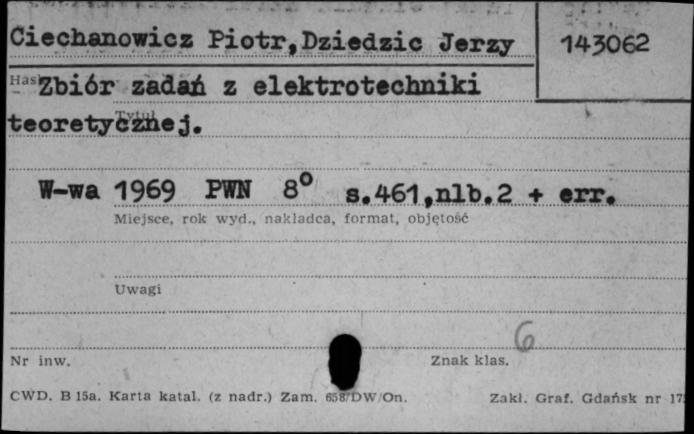 Ciechanowicz Piotr, Dziedzic Jerzy
143062
Zbiór zadań z elektrotechniki
teoretycznej.
Tytuł
W-wa 1969 PWN 8° s.461,nlb.2 + err.
Miejsce, rok wyd., nakładca, format, objętość
Uwagi
6
Nr inw.
Znak klas.
CWD. B 15a. Karta katal. (z nadr.) Zam. 658/DW/On.
Zakł. Graf. Gdańsk nr